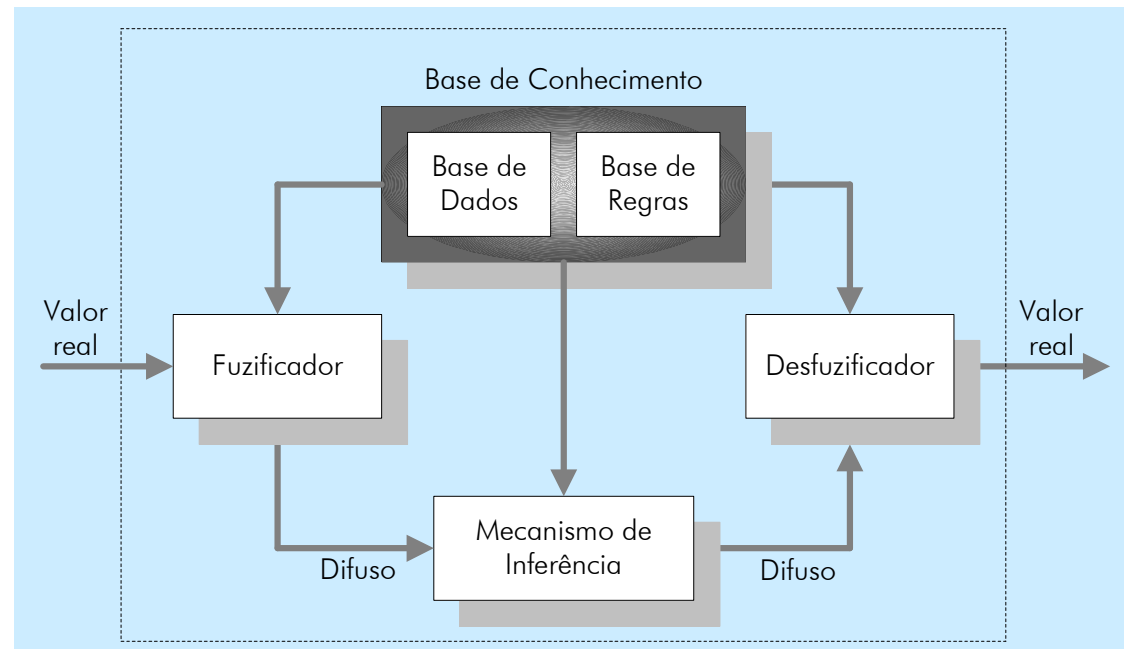 Base de Conhecimento
Base de
Dados
Base de
Regras
Valor
real
Fuzificador
Desfuzificador
Valor
real
Mecanismo de
Inferência
Difuso
Difuso